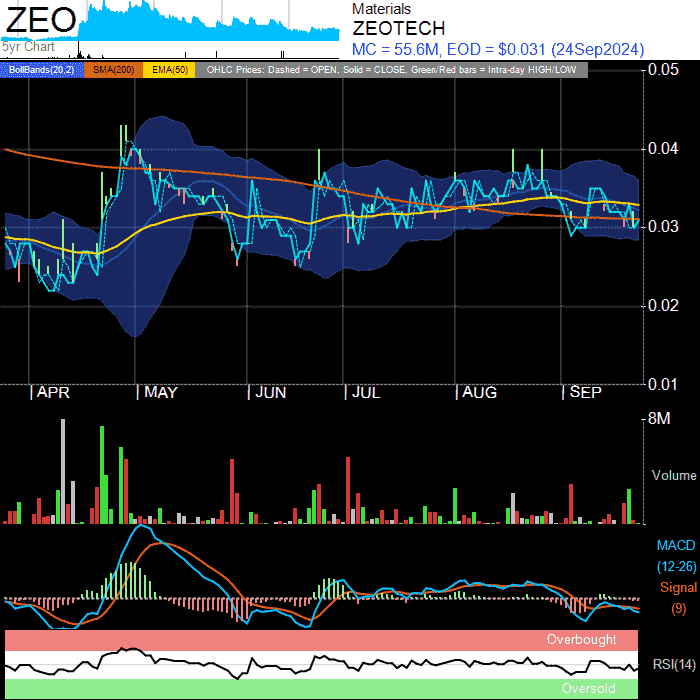 ZEO
5yr Chart
Materials
ZEOTECH
MC = 55.6M, EOD = $0.031 (24Sep2024)
BollBands(20,2) SMA(200) EMA(50) OHLC Prices: Dashed = OPEN, Solid = CLOSE, Green/Red bars = Intra-day HIGH/LOW
0.05
0.04
0.03
0.02
0.01
APR MAY JUN JUL AUG SEP
8M
Volume
MACD
(12-26)
Signal
(9)
Overbought
RSI(14)
Oversold